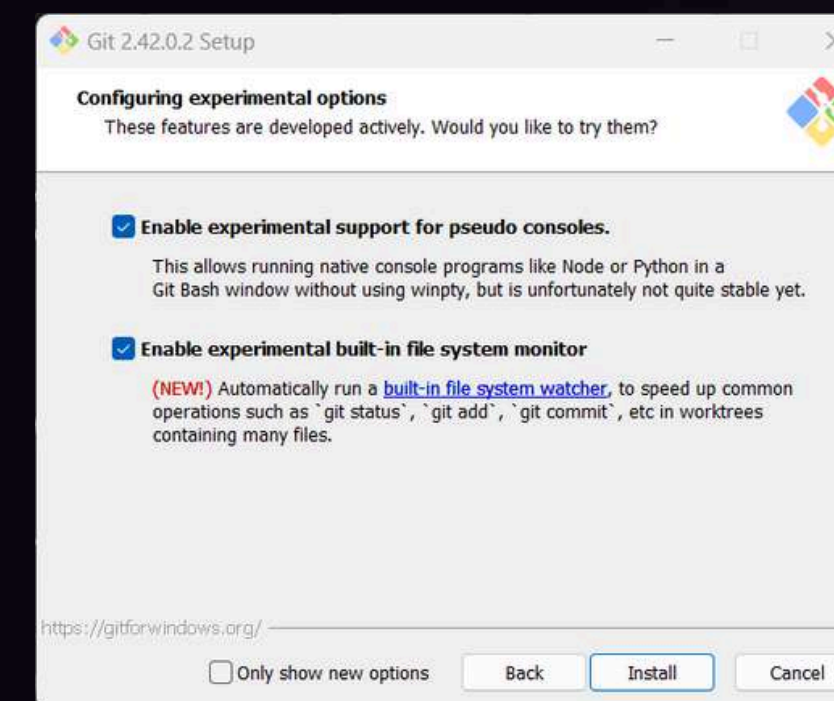 Git 2.42.0.2 Setup
Configuring experimental options
These features are developed actively. Would you like to try them?
Enable experimental support for pseudo consoles.
This allows running native console programs like Node or Python in a
Git Bash window without using winpty, but is unfortunately not quite stable yet.
Enable experimental built-in file system monitor
(NEW!) Automatically run a built-in file system watcher, to speed up common
operations such as `git status`, `git add`, `git commit`, etc in worktrees
containing many files.
https://gitforwindows.org/
Only show new options Back Install Cancel